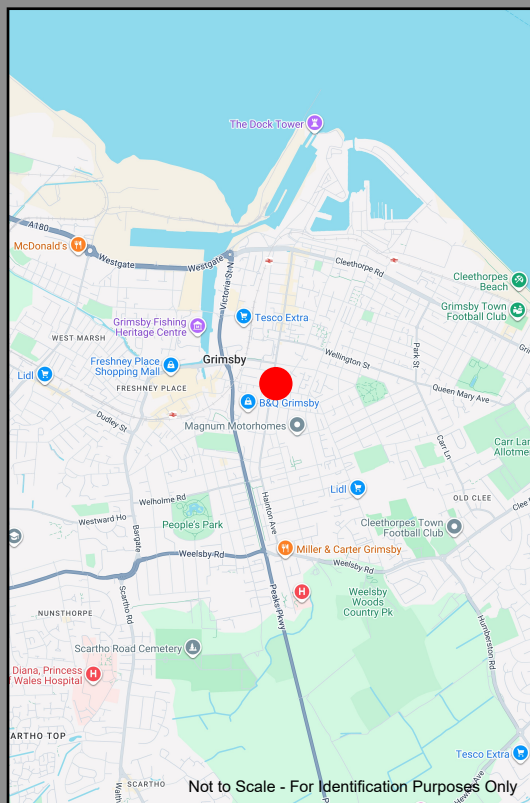 The Dock Tower
A180
McDonald's
Westgate
Westgate
Victoria St N
Cleethorpe Rd
Cleethorpes
Beach
Grimsby Town
Football Club
Tesco Extra
Grimsby Fishing
Heritage Centre
WEST MARSH
Wellington St
Park St
Grimsby
Freshney Place
Shopping Mall
Lidl
FRESHNEY PLACE
Queen Mary Ave
B&Q Grimsby
Dudley St
Magnum Motorhomes
Carr Ln
Carr Lan
Allotme
Lidl
OLD CLEE
Welholme Rd
Hainton Ave
Westward Ho
People's Park
Bargate
Cleethorpes Town
Football Club
Clee
Miller & Carter Grimsby
Weelsby Rd
Weelsby Rd
Weelsby
Woods
Country Pk
Peaks Pkwy
NUNSTHORPE
Scartho Rd
Humberston Rd
Scartho Road Cemetery
Diana, Princess
f Wales Hospital
ARTHO TOP
Tesco Extra
SCARTHO
Not to Scale - For Identification Purposes Only